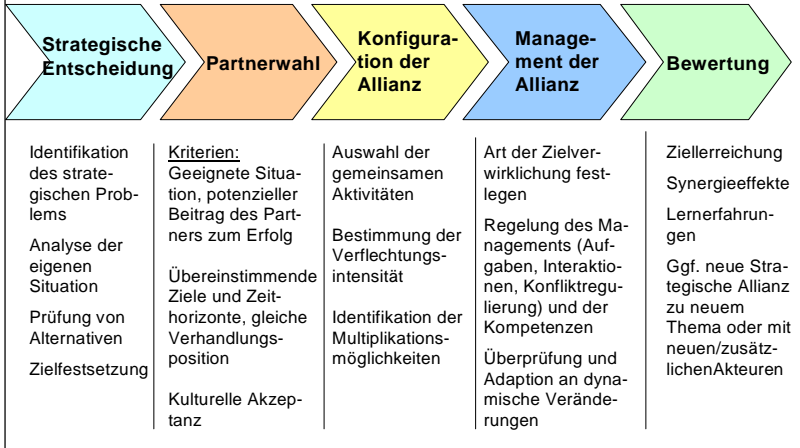 Strategische
Entscheidung
Partnerwahl
Konfigura-
tion der
Allianz
Manage-
ment der
Allianz
Bewertung
Identifikation
des strate-
gischen Prob-
lems
Analyse der
eigenen
Situation
Prüfung von
Alternativen
Zielfestsetzung
Kriterien:
Geeignete Situa-
tion, potenzieller
Beitrag des Part-
ners zum Erfolg
Übereinstimmende
Ziele und Zeit-
horizonte, gleiche
Verhandlungs-
position
Kulturelle Akzep-
tanz
Auswahl der
gemeinsamen
Aktivitäten
Bestimmung der
Verflechtungs-
intensität
Identifikation der
Multiplikations-
möglichkeiten
Art der Zielver-
wirklichung fest-
legen
Regelung des Ma-
nagements (Auf-
gaben, Interaktio-
nen, Konfliktregu-
lierung) und der
Kompetenzen
Überprüfung und
Adaption an dyna-
mische Verände-
rungen
Ziellerreichung
Synergieeffekte
Lernerfahrun-
gen
Ggf. neue Stra-
tegische Allianz
zu neuem
Thema oder mit
neuen/zusätz-
lichenAkteuren